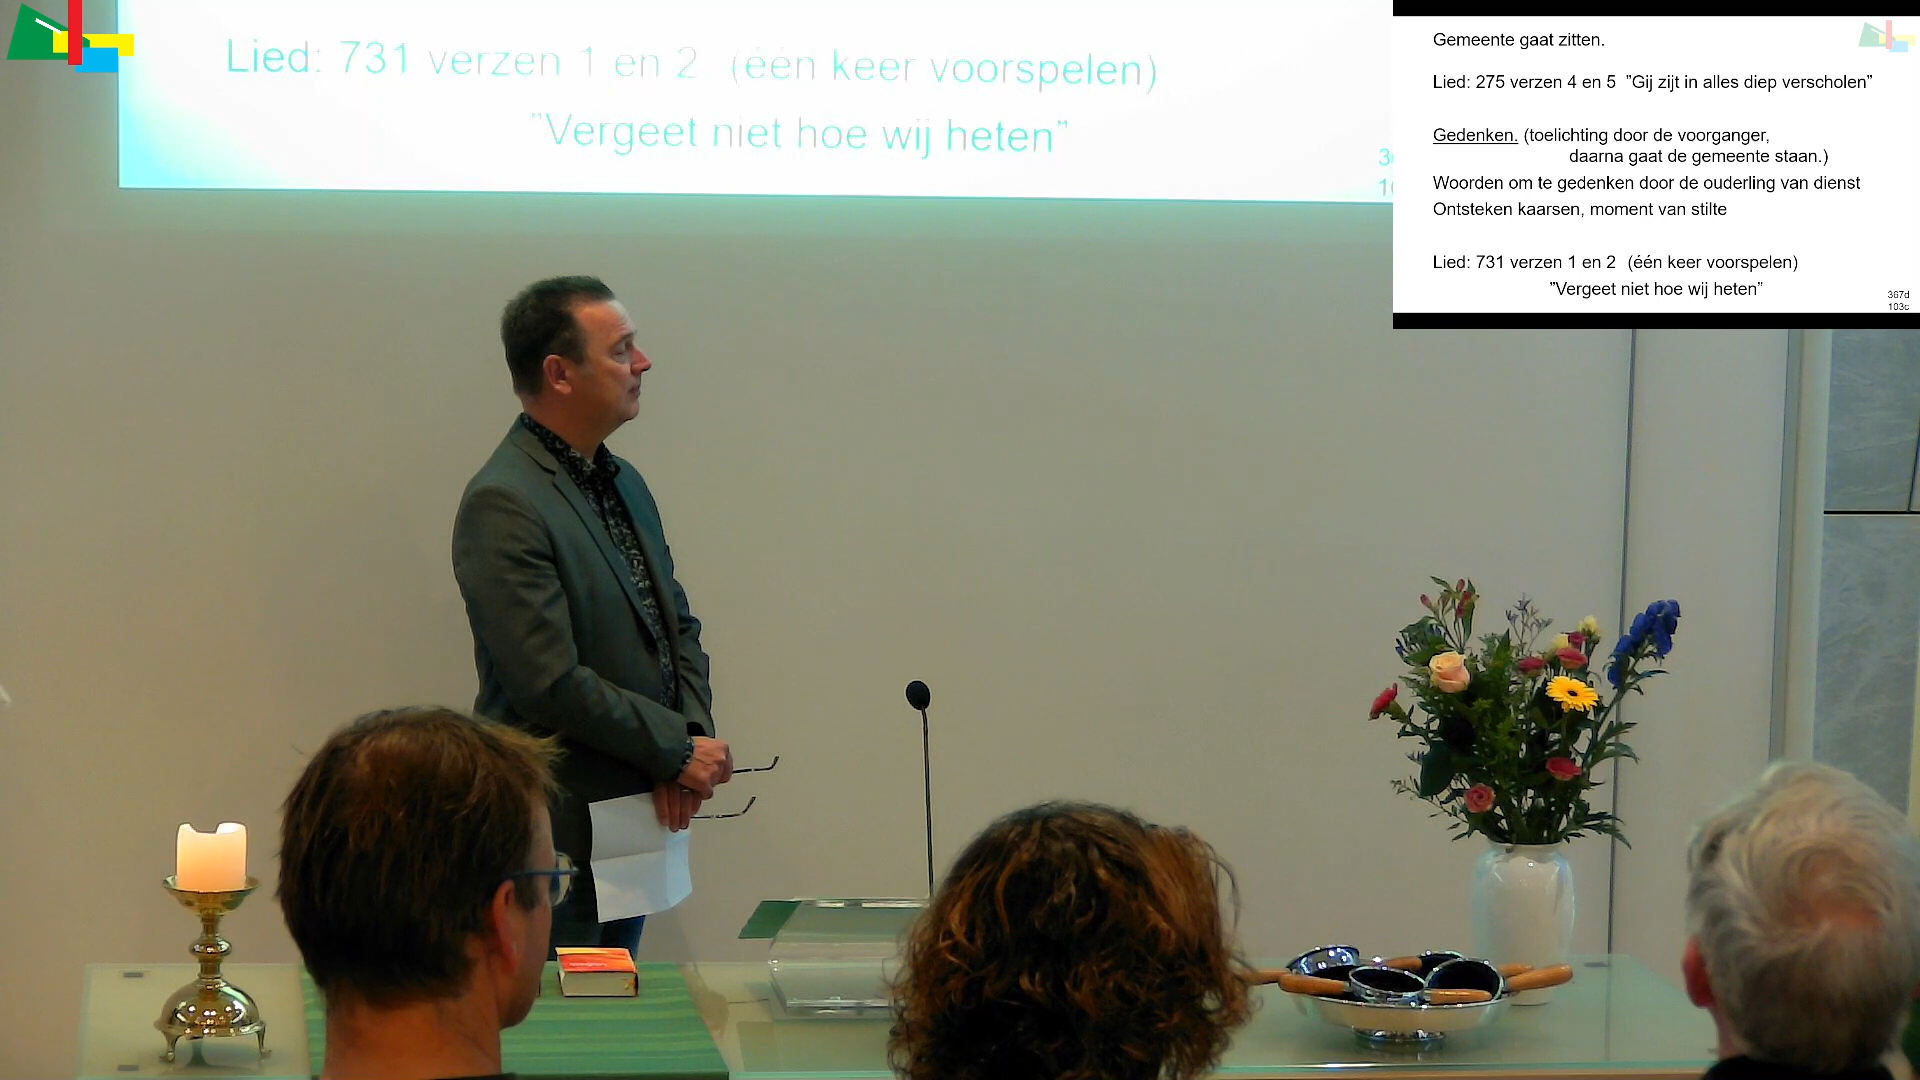 Lied: 731 verzen 1 en 2 (één keer voorspelen)
"Vergeet niet hoe wij heten"
Gemeente gaat zitten.
Lied: 275 verzen 4 en 5 "Gij zijt in alles diep verscholen"
Gedenken. (toelichting door de voorganger,
daarna gaat de gemeente staan.)
Woorden om te gedenken door de ouderling van dienst
Ontsteken kaarsen, moment van stilte
Lied: 731 verzen 1 en 2 (één keer voorspelen)
"Vergeet niet hoe wij heten"
367d
103c